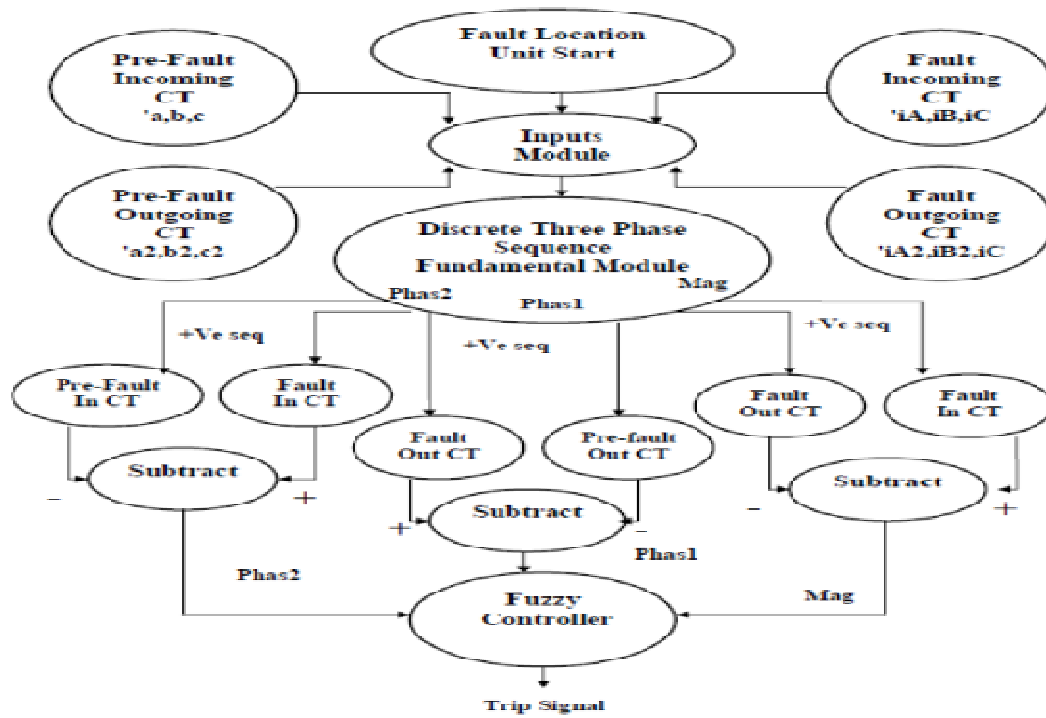 Fault Location
Unit Start
Pre-Fault
Incoming
CT
'a,b,c
Fault
Incoming
CT
'iA,iB,iC
Inputs
Module
Pre-Fault
Outgoing
CT
'a2,b2,c2
Fault
Outgoing
CT
'iA2,iB2,iC
Discrete Three Phase
Sequence
Fundamental Module
Phas2
Phas1
Mag
+Ve seq
+Ve seq
+Ve seq
Pre-Fault
In CT
Fault
In CT
Fault
Out CT
Pre-fault
Out CT
Fault
Out CT
Fault
In CT
Subtract
- +
Subtract
+ -
Subtract
- +
Phas2
Phas1
Mag
Fuzzy
Controller
Trip Signal